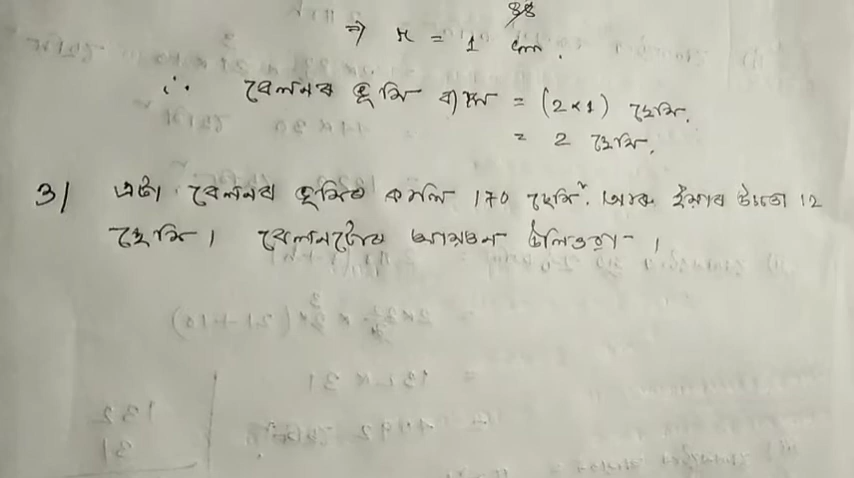 88
⇒ r = 1 cm.
∴ বেলনৰ ভূমি ব্যাস = (2×1) ছেমি.
= 2 ছেমি.
3| এটা বেলনৰ ভূমিৰ কালি 170 ছেমি². আৰু ইয়াৰ উচ্চতা 12
ছেমি। বেলনটোৰ আয়তন উলিওৱা - ।